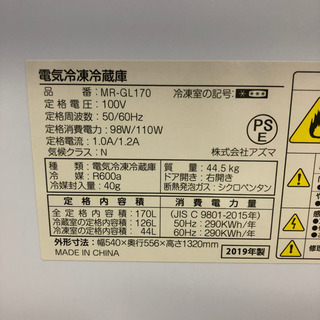 電気冷凍冷蔵庫
品 番：MR-GL170 冷凍室の記号：
定格電圧：100V
定格周波数：50/60Hz
定格消費電力：98W/110W
定格電流：1.0A/1.2A
気候クラス：N
PS
E
株式会社アズマ
種 類：電気冷凍冷蔵庫
冷 媒：R600a
冷媒封入量：40g
質 量：44.5kg
ドア開き：右開き
断熱発泡ガス：シクロペンタン
定格内容積
全定格内容積：170L
冷蔵室定格内容積：126L
冷凍室定格内容積：44L
消費電力量
(JIS C 9801-2015年)
50Hz：290KWh/年
60Hz：290KWh/年
外形寸法：幅540×奥行556×高さ1320mm
MADE IN CHINA
2019年製